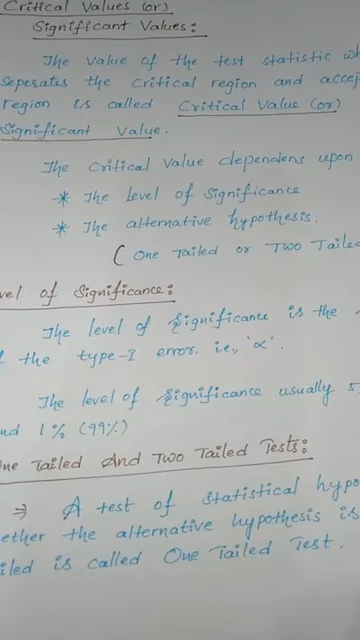 Critical Values (or)
Significant Values:
The value of the test statistic wh
seperates the critical region and accep
region is called Critical Value (or)
Significant Value.
The critical value dependens upon
* The level of Significance
* The alternative hypothesis.
( One Tailed or Two Tailed
vel of Significance:
The level of Significance is the
the type-I error. i.e., 'α'.
The level of Significance usually 5
nd 1% (99%)
One Tailed And Two Tailed Tests:
⇒ A test of statistical hypo
ether the alternative hypothesis is
iled is called One Tailed Test.